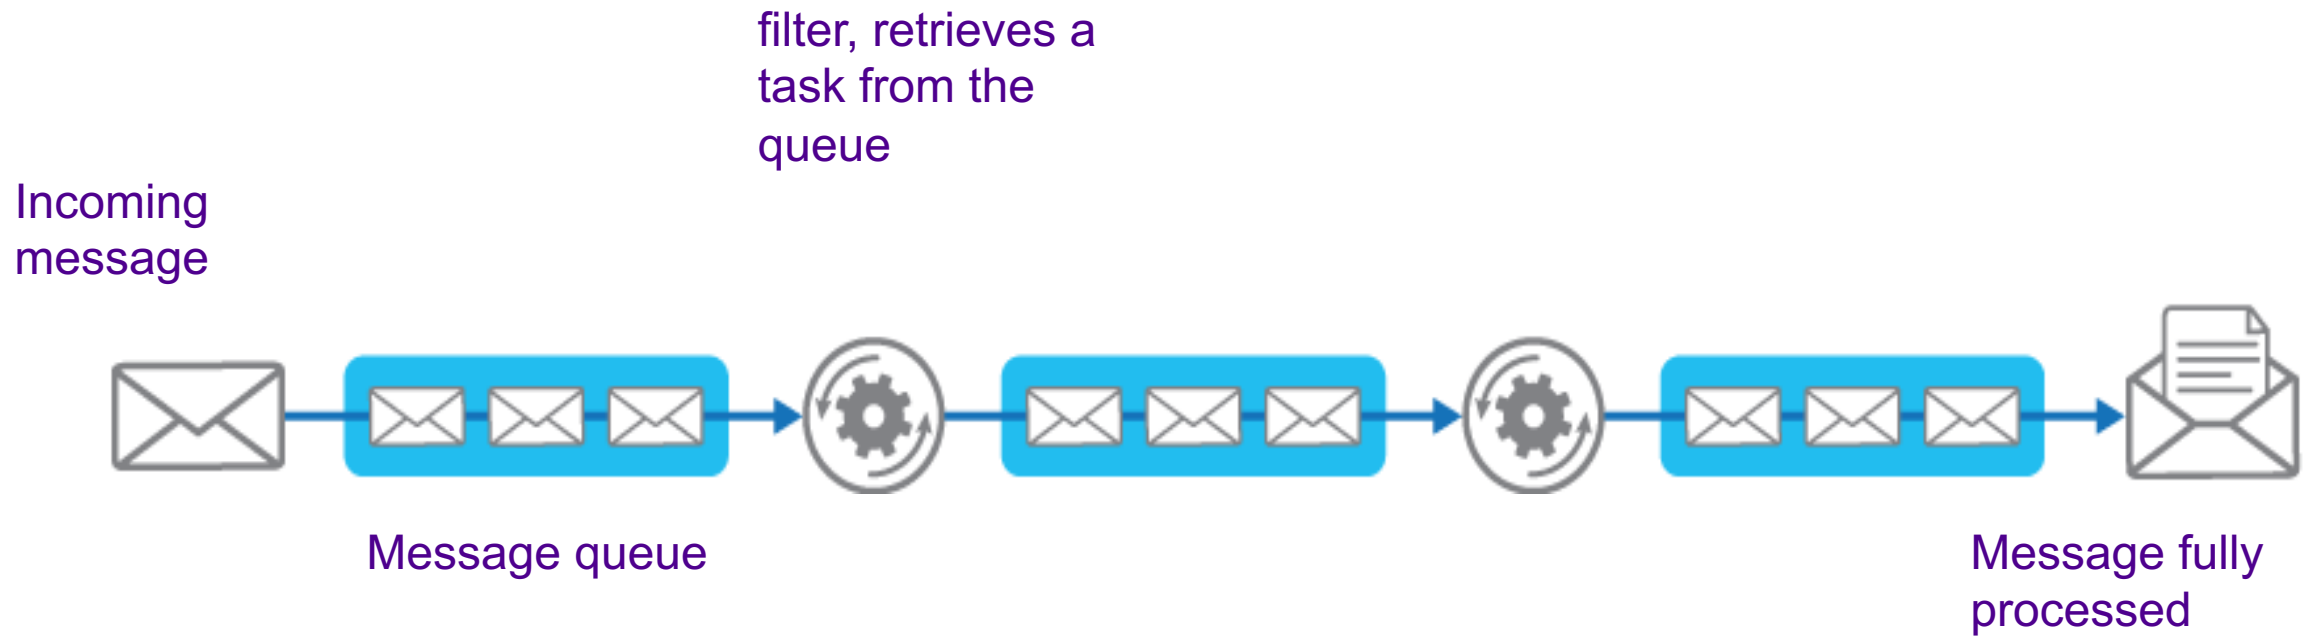 filter, retrieves a
task from the
queue
Incoming
message
Message queue
Message fully
processed